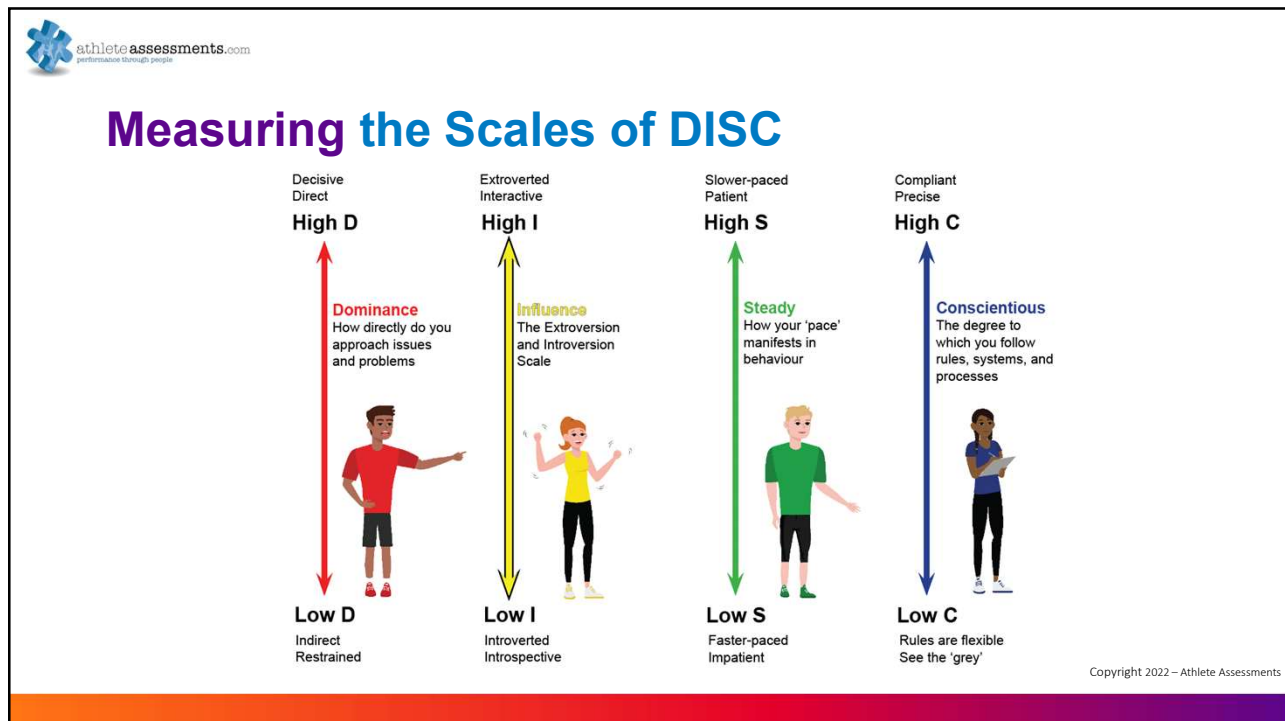 athleteassessments.com
performance through people
Measuring the Scales of DISC
Decisive
Direct
High D
Dominance
How directly do you
approach issues
and problems
Low D
Indirect
Restrained
Extroverted
Interactive
High I
Influence
The Extroversion
and Introversion
Scale
Low I
Introverted
Introspective
Slower-paced
Patient
High S
Steady
How your ‘pace’
manifests in
behaviour
Low S
Faster-paced
Impatient
Compliant
Precise
High C
Conscientious
The degree to
which you follow
rules, systems, and
processes
Low C
Rules are flexible
See the ‘grey’
Copyright 2022 – Athlete Assessments